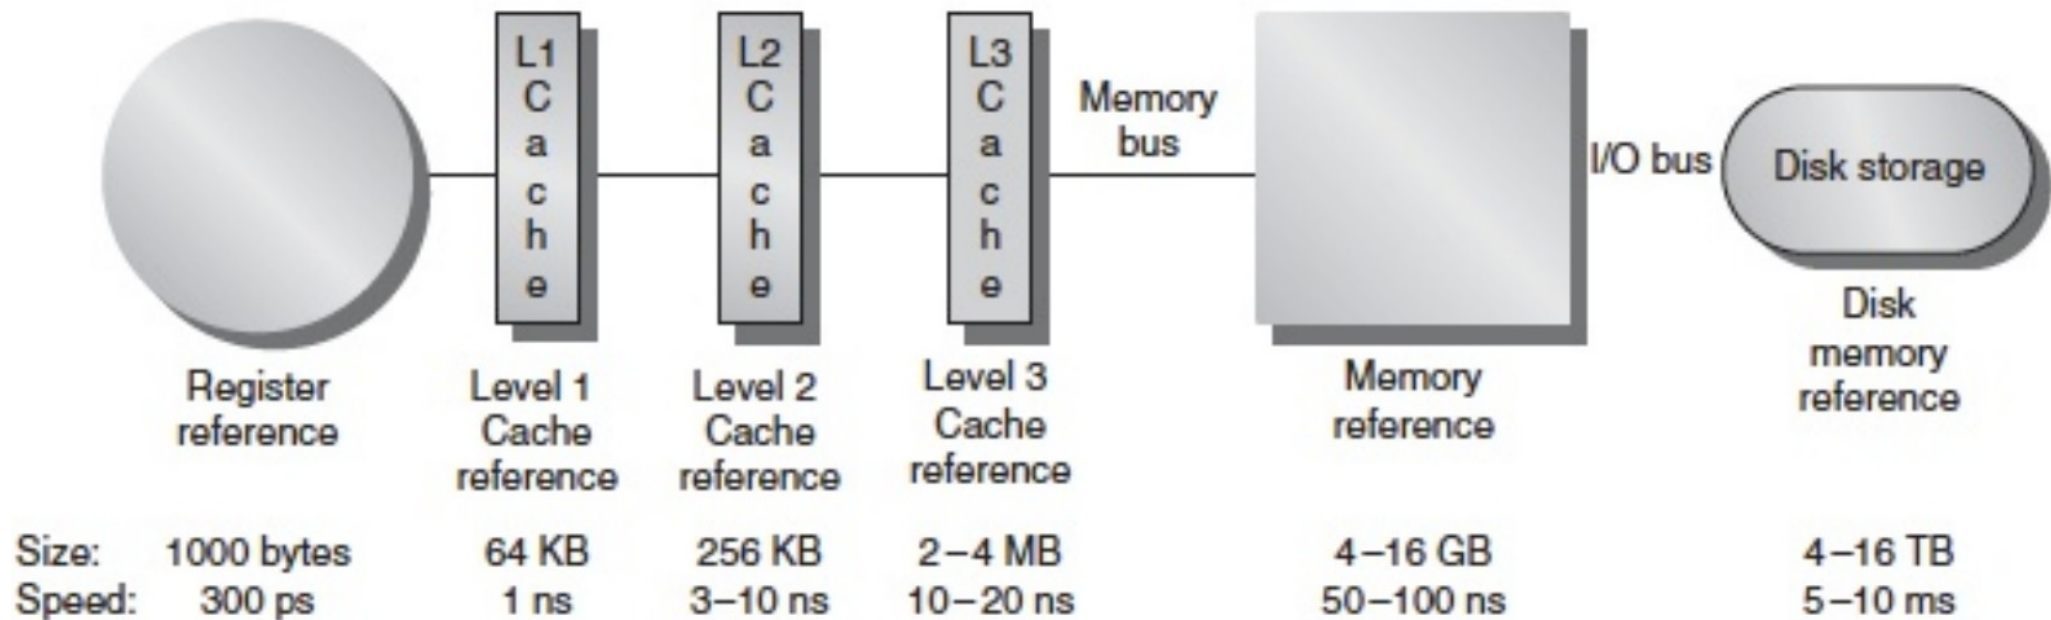 L1
C
a
c
h
e
L2
C
a
c
h
e
L3
C
a
c
h
e
Memory
bus
I/O bus
Disk storage
Register
reference
Level 1
Cache
reference
Level 2
Cache
reference
Level 3
Cache
reference
Memory
reference
Disk
memory
reference
Size: 1000 bytes 64 KB 256 KB 2–4 MB 4–16 GB 4–16 TB
Speed: 300 ps 1 ns 3–10 ns 10–20 ns 50–100 ns 5–10 ms